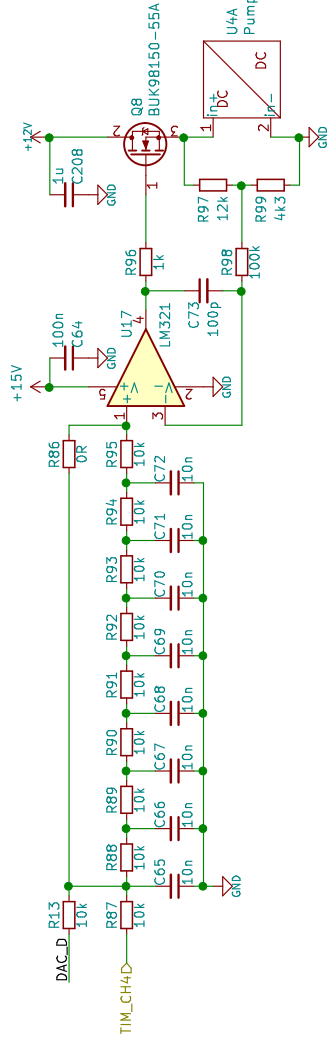 U4A
Pump
DC
DC
in+
in-
1
2
GND
BUK98150-55A
Q8
+12V
2
3
1
1u
C208
GND
R97
12k
R99
4k3
R96
1k
R98
100k
C73
100p
U17
LM321
4
100n
C64
GND
+15V
5
V+
V-
2
GND
+
-
1
3
R86
0R
R95
10k
C72
10n
R94
10k
C71
10n
R93
10k
C70
10n
R92
10k
C69
10n
R91
10k
C68
10n
R90
10k
C67
10n
R89
10k
C66
10n
R88
10k
C65
10n
GND
R13
10k
R87
10k
DAC_D
TIM_CH4